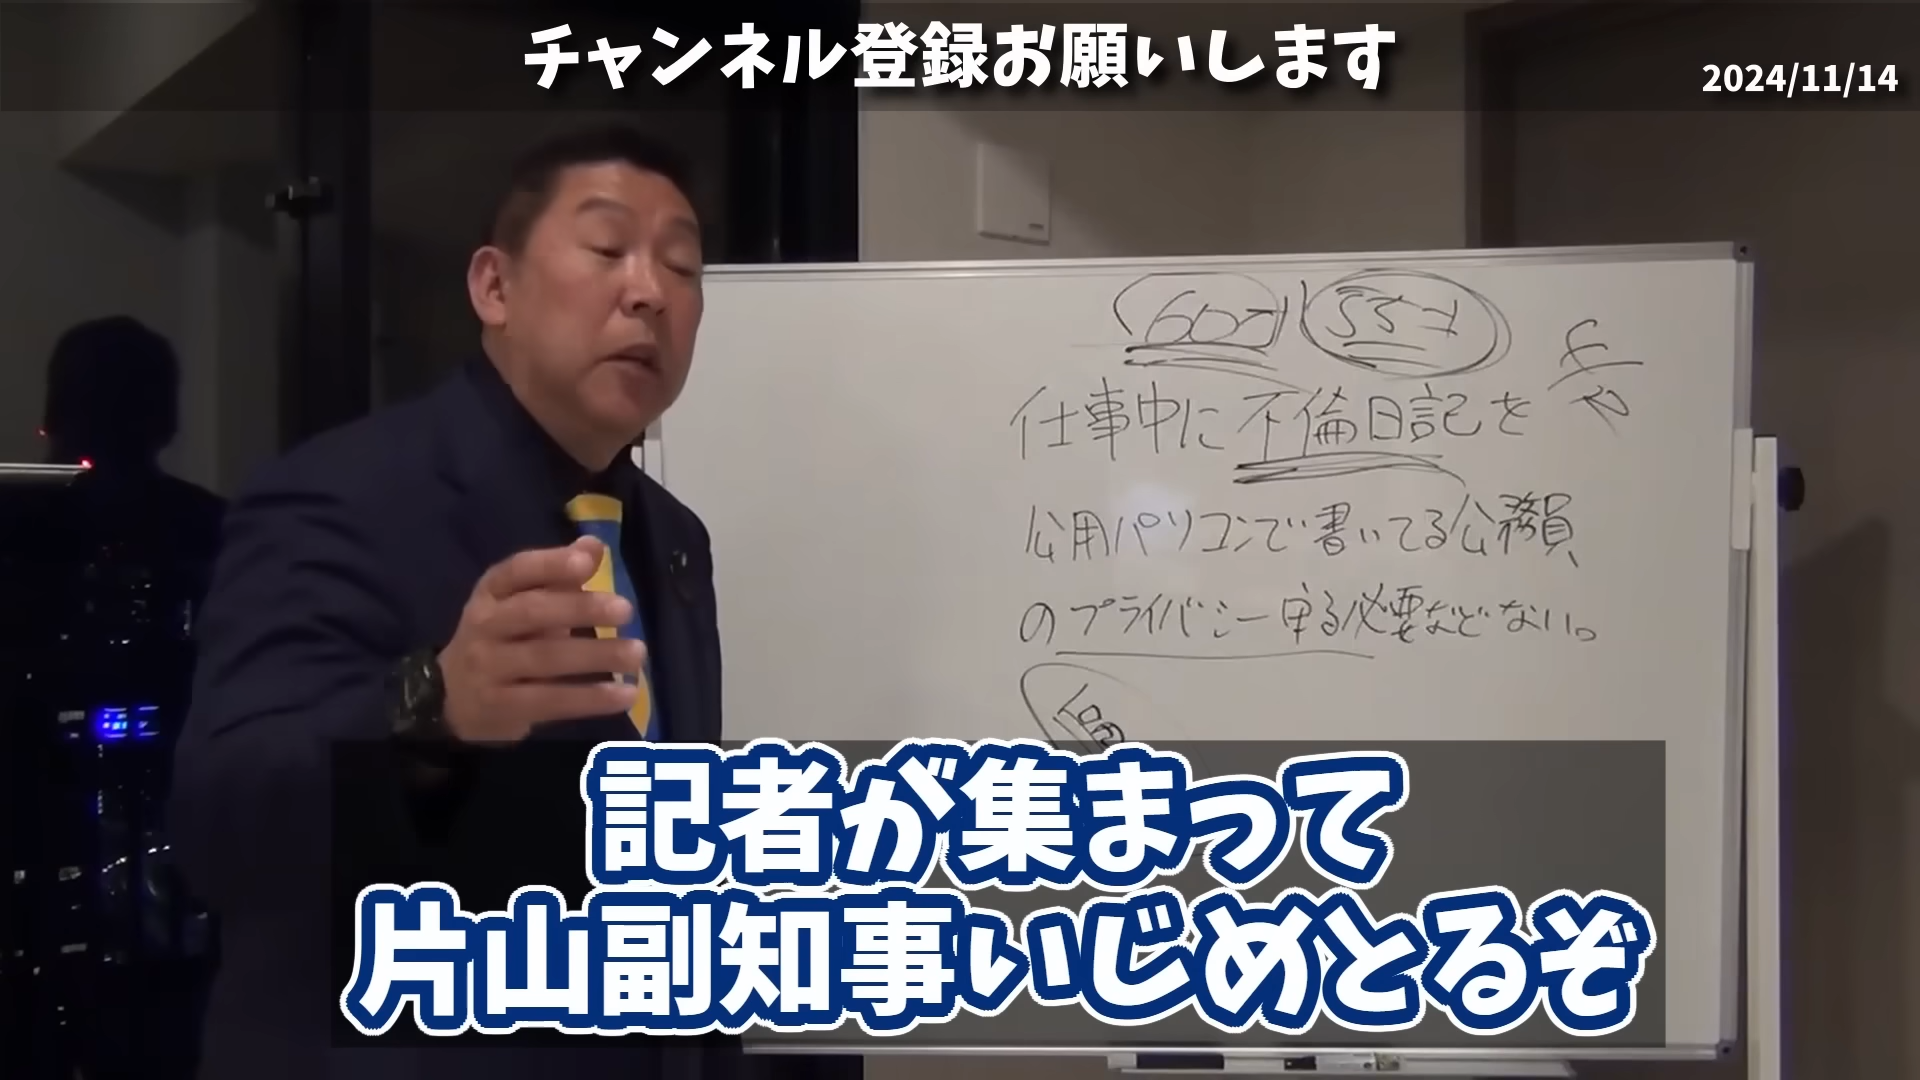 チャンネル登録お願いします
2024/11/14
60才
55才
仕事中に不倫日記を
公用パソコンで書いてる公務員
のプライバシー守る必要などない。
記者が集まって
片山副知事いじめとるぞ